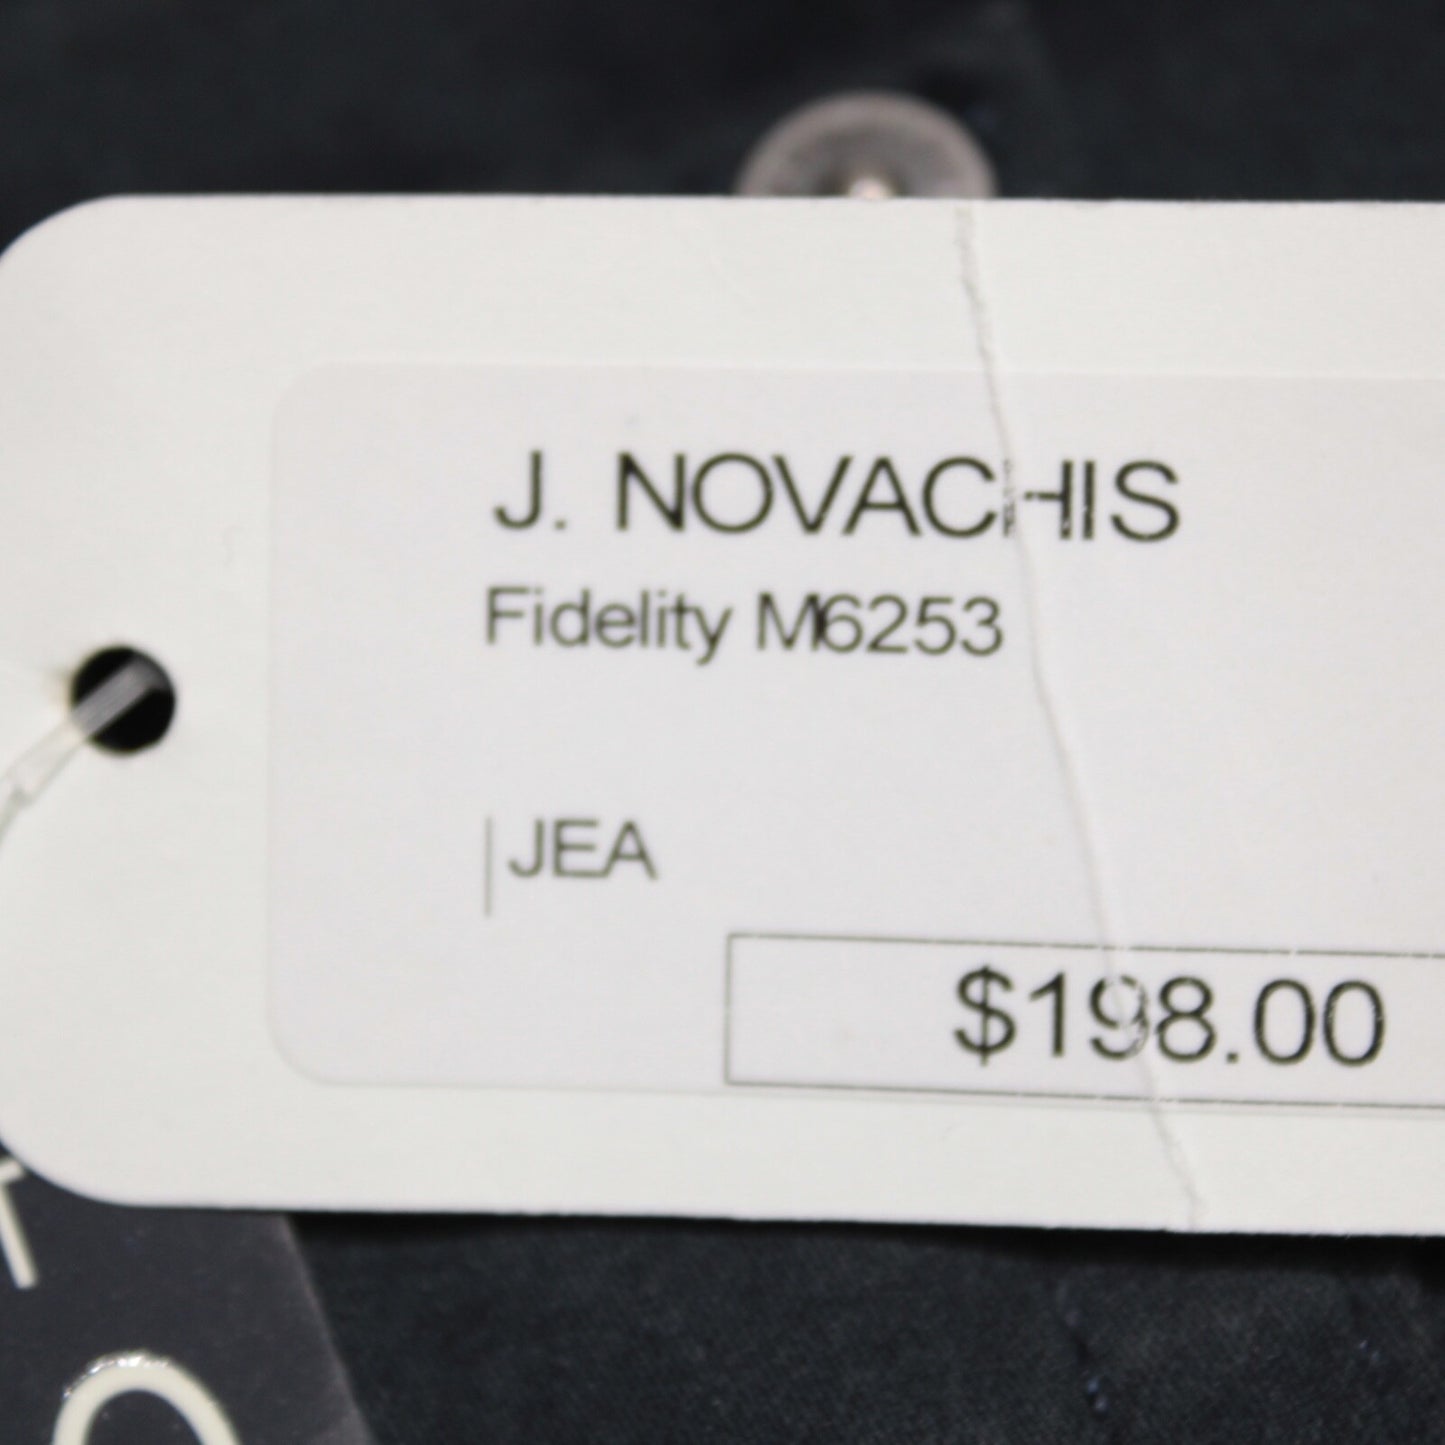 J. NOVACHIS
Fidelity M6253
JEA
$198.00